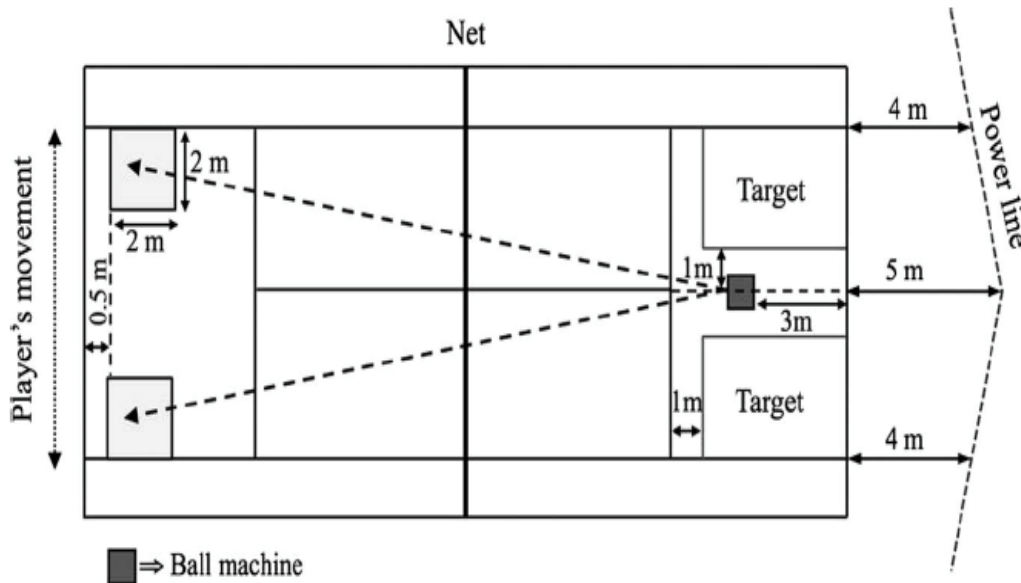 Net
4 m
Power line
2 m
Target
2 m
Player's movement
1m
5 m
0.5 m
3m
1m
Target
4 m
⇒ Ball machine